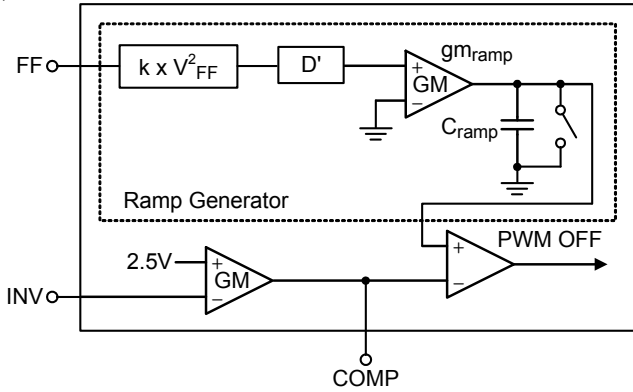 FF
k x V²FF
D'
gmramp
+
GM
−
Cramp
Ramp Generator
2.5V
+
GM
−
INV
+
−
PWM OFF
COMP